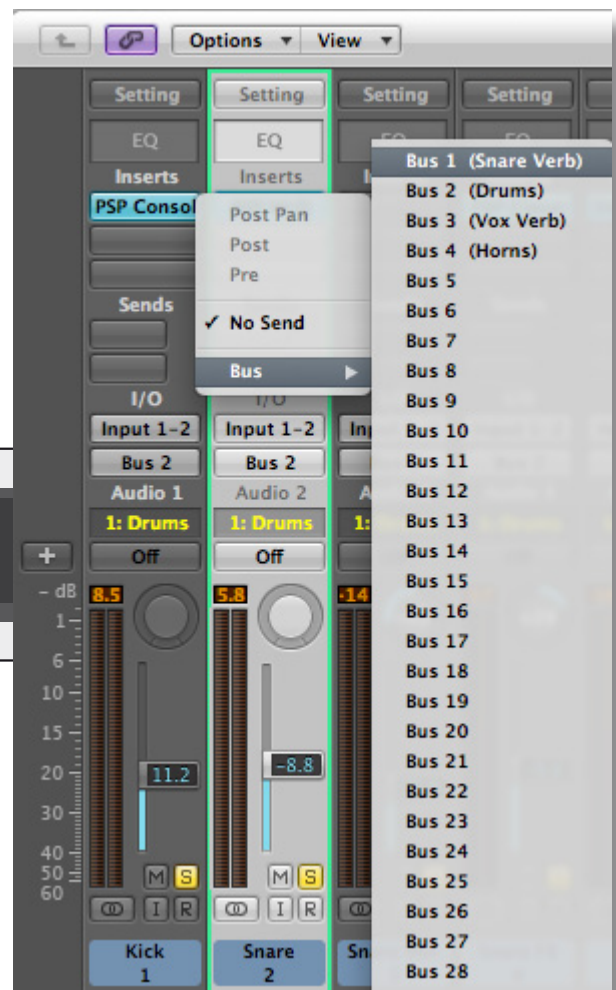 Options View
Setting Setting Setting Setting
EQ EQ
Inserts Inserts
PSP Consol
Sends
I/O I/O
Input 1-2 Input 1-2
Bus 2 Bus 2
Audio 1 Audio 2
1: Drums 1: Drums 1:
Off Off
+
- dB
1
6
10
15
20
30
40
50
60
8.5 5.8 -14
11.2 -8.8
M S M S
I R I R
Kick Snare
1 2
Post Pan
Post
Pre
✓ No Send
Bus ▶
Bus 1 (Snare Verb)
Bus 2 (Drums)
Bus 3 (Vox Verb)
Bus 4 (Horns)
Bus 5
Bus 6
Bus 7
Bus 8
Bus 9
Bus 10
Bus 11
Bus 12
Bus 13
Bus 14
Bus 15
Bus 16
Bus 17
Bus 18
Bus 19
Bus 20
Bus 21
Bus 22
Bus 23
Bus 24
Bus 25
Bus 26
Bus 27
Bus 28